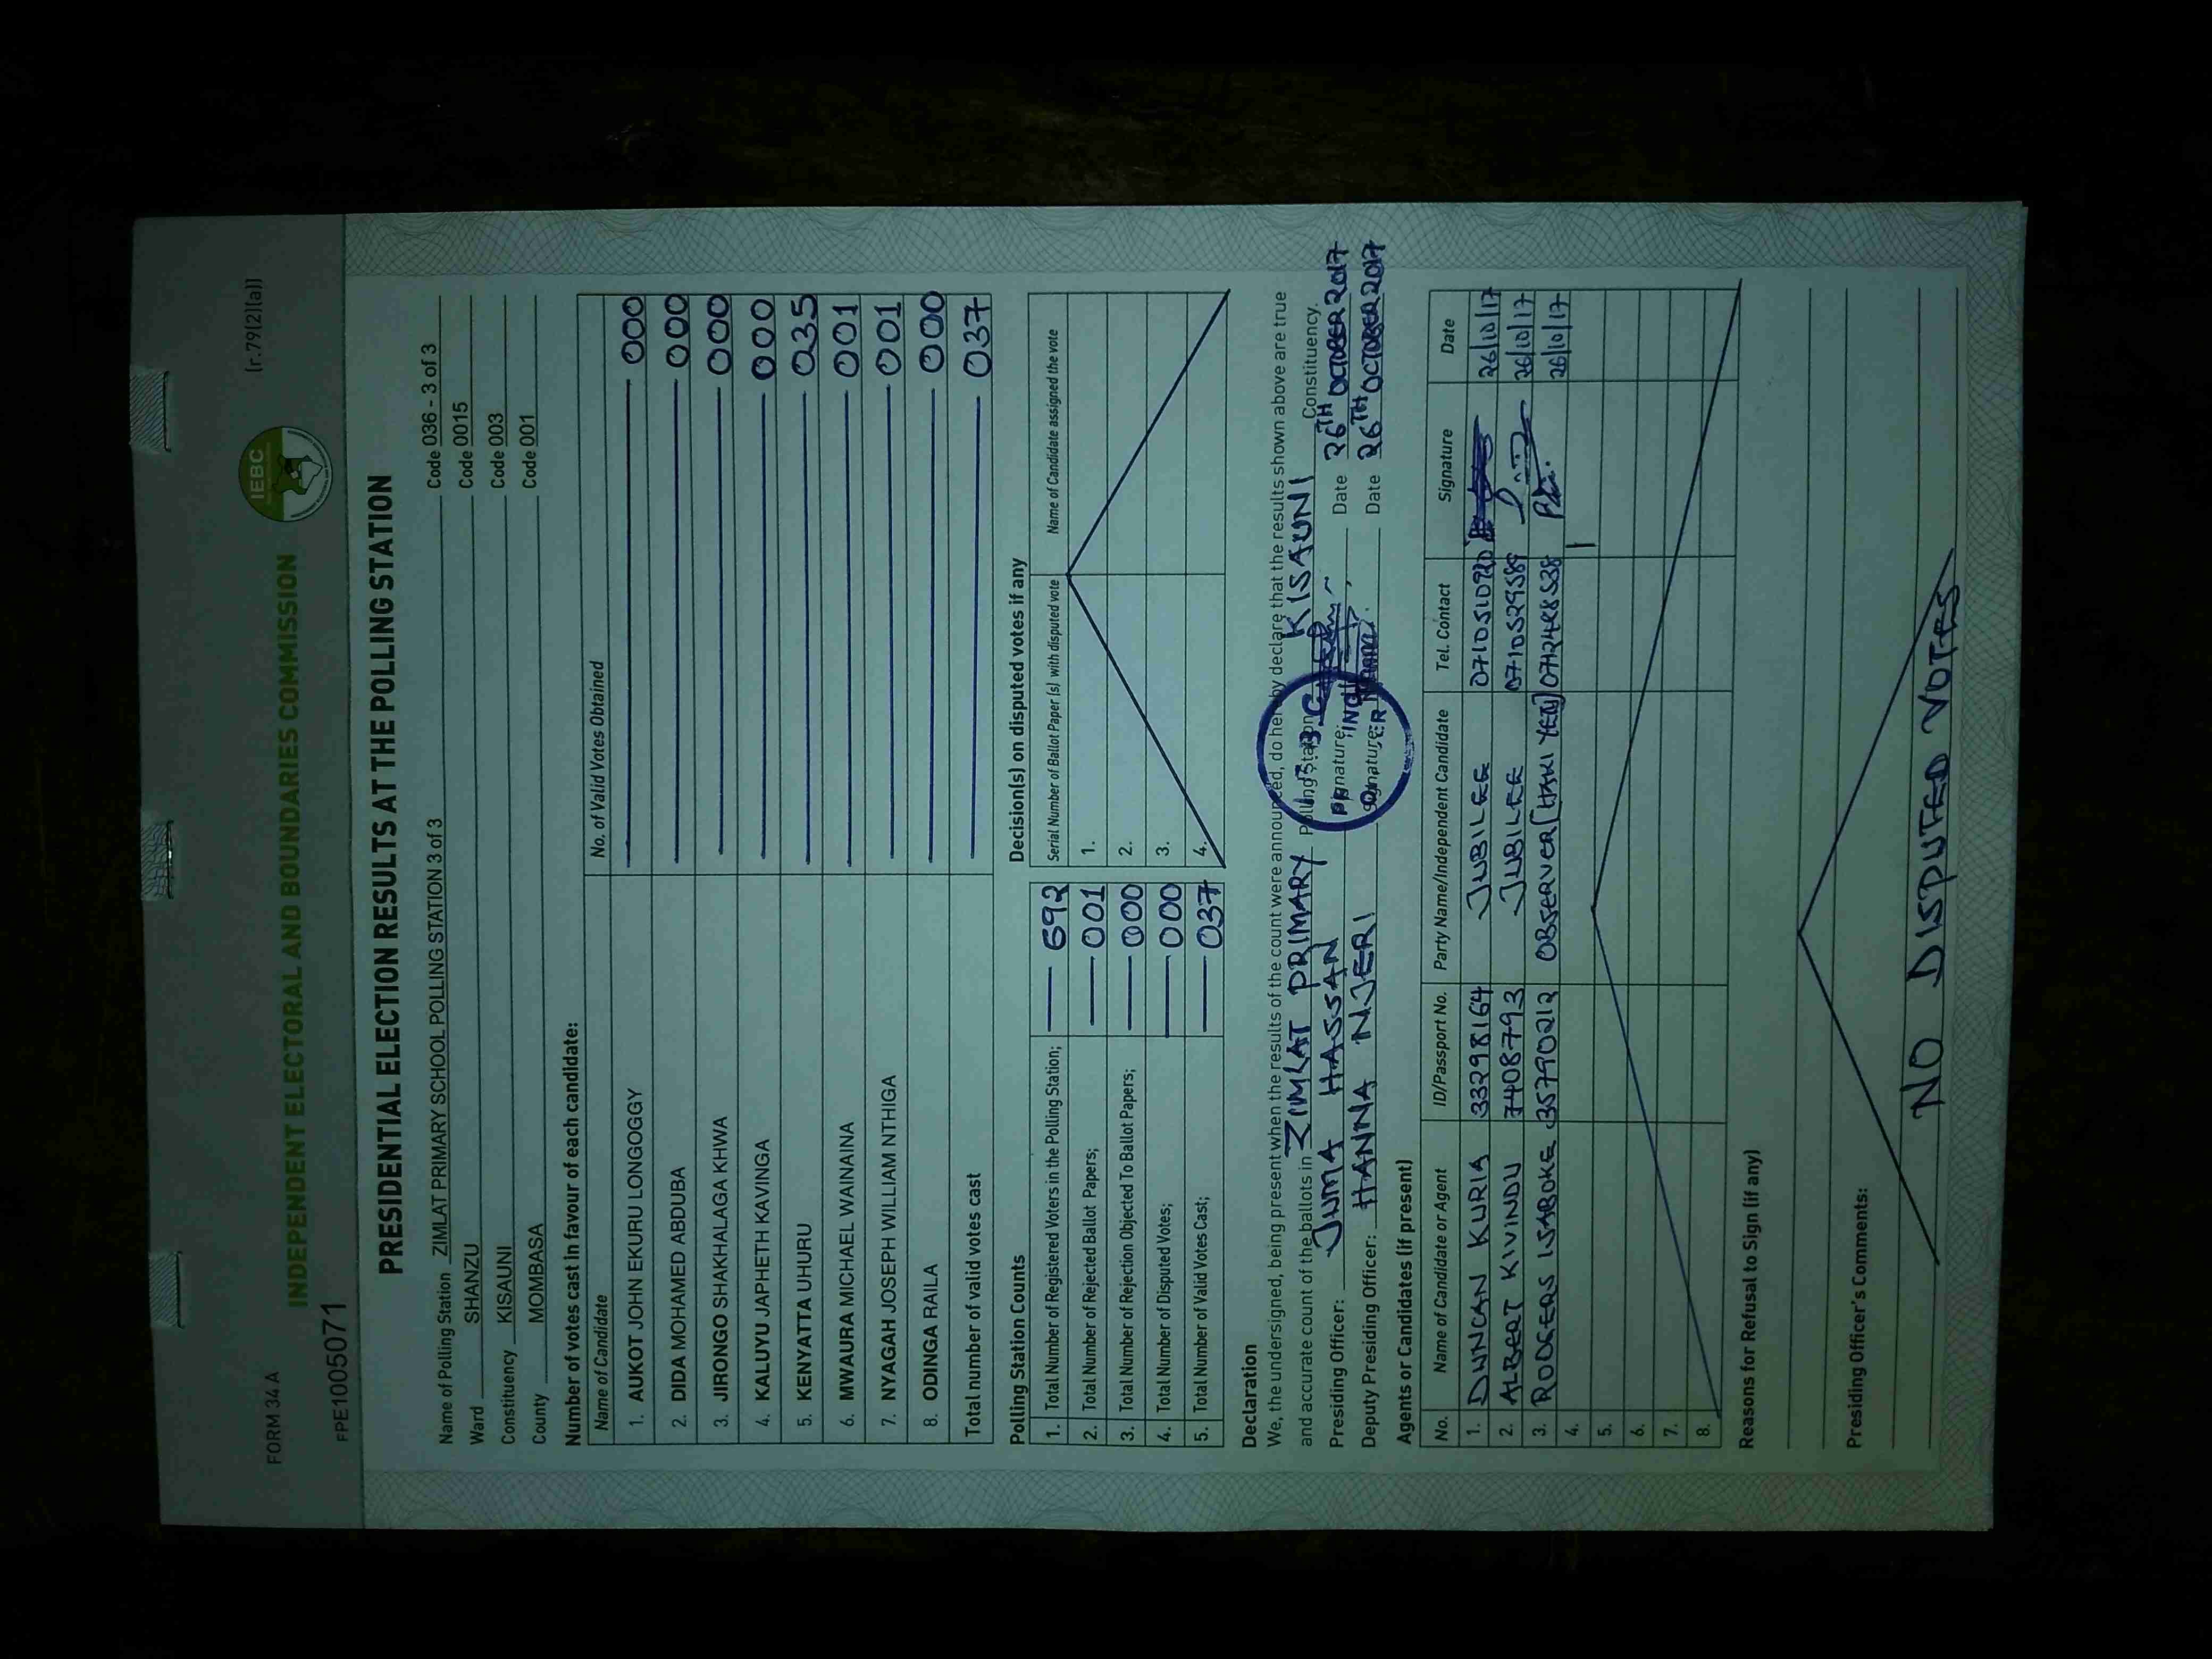 FORM 34 A
(r.79(2)(a))
IEBC
INDEPENDENT ELECTORAL AND BOUNDARIES COMMISSION
FPE1005071
PRESIDENTIAL ELECTION RESULTS AT THE POLLING STATION
Name of Polling Station ZIMLAT PRIMARY SCHOOL POLLING STATION 3 of 3 Code 036 - 3 of 3
Ward SHANZU Code 0015
Constituency KISAUNI Code 003
County MOMBASA Code 001
Number of votes cast in favour of each candidate:
Name of Candidate No. of Valid Votes Obtained
1. AUKOT JOHN EKURU LONGOGGY 000
2. DIDA MOHAMED ABDUBA 000
3. JIRONGO SHAKHALAGA KHWA 000
4. KALUYU JAPHETH KAVINGA 000
5. KENYATTA UHURU 035
6. MWAURA MICHAEL WAINAINA 001
7. NYAGAH JOSEPH WILLIAM NTHIGA 001
8. ODINGA RAILA 000
Total number of valid votes cast 037
Polling Station Counts
1. Total Number of Registered Voters in the Polling Station; 692
2. Total Number of Rejected Ballot Papers; 001
3. Total Number of Rejection Objected To Ballot Papers; 000
4. Total Number of Disputed Votes; 000
5. Total Number of Valid Votes Cast; 037
Decision(s) on disputed votes if any
Serial Number of Ballot Paper (s) with disputed vote Name of Candidate assigned the vote
1.
2.
3.
4.
Declaration
We, the undersigned, being present when the results of the count were announced, do hereby declare that the results shown above are true
and accurate count of the ballots in ZIMLAT PRIMARY Polling Station KISAUNI Constituency.
Presiding Officer: JUMA HASSAN Signature: Date 26TH OCTOBER 2017
Deputy Presiding Officer: HANNA NJERI Signature: Date 26TH OCTOBER 2017
Agents or Candidates (if present)
No. Name of Candidate or Agent ID/Passport No. Party Name/Independent Candidate Tel. Contact Signature Date
1. DUNCAN KURIA 33298164 JUBILEE 26/10/17
2. ALBERT KIVINDU 74087793 JUBILEE 0710529589 26/10/17
3. RODGERS ISABOKE 35790212 OBSERVER [HAKI YETU] 0712488538 26/10/17
4.
5.
6.
7.
8.
Reasons for Refusal to Sign (if any)
Presiding Officer's Comments:
NO DISPUTED VOTES